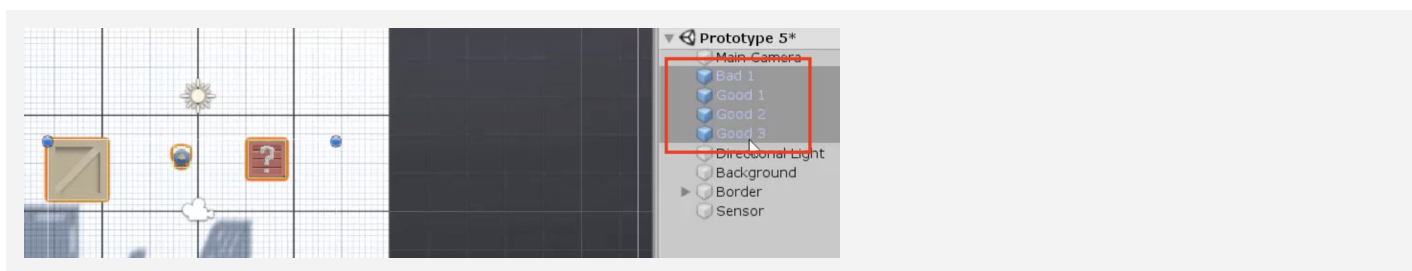 Prototype 5*
Main Camera
Bad 1
Good 1
Good 2
Good 3
Directional Light
Background
Border
Sensor
?